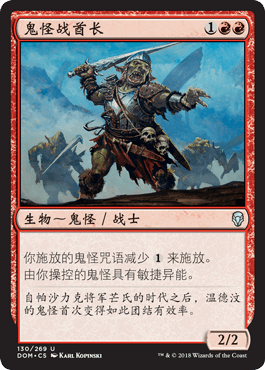 鬼怪战酋长 1
生物～鬼怪 / 战士
你施放的鬼怪咒语减少 1 来施放。
由你操控的鬼怪具有敏捷异能。
自帕沙力克将军芒氏的时代之后，温德汶
的鬼怪首次变得如此团结有效率。
2/2
130/269 U
DOM • CS KARL KOPINSKI
™ & © 2018 Wizards of the Coast